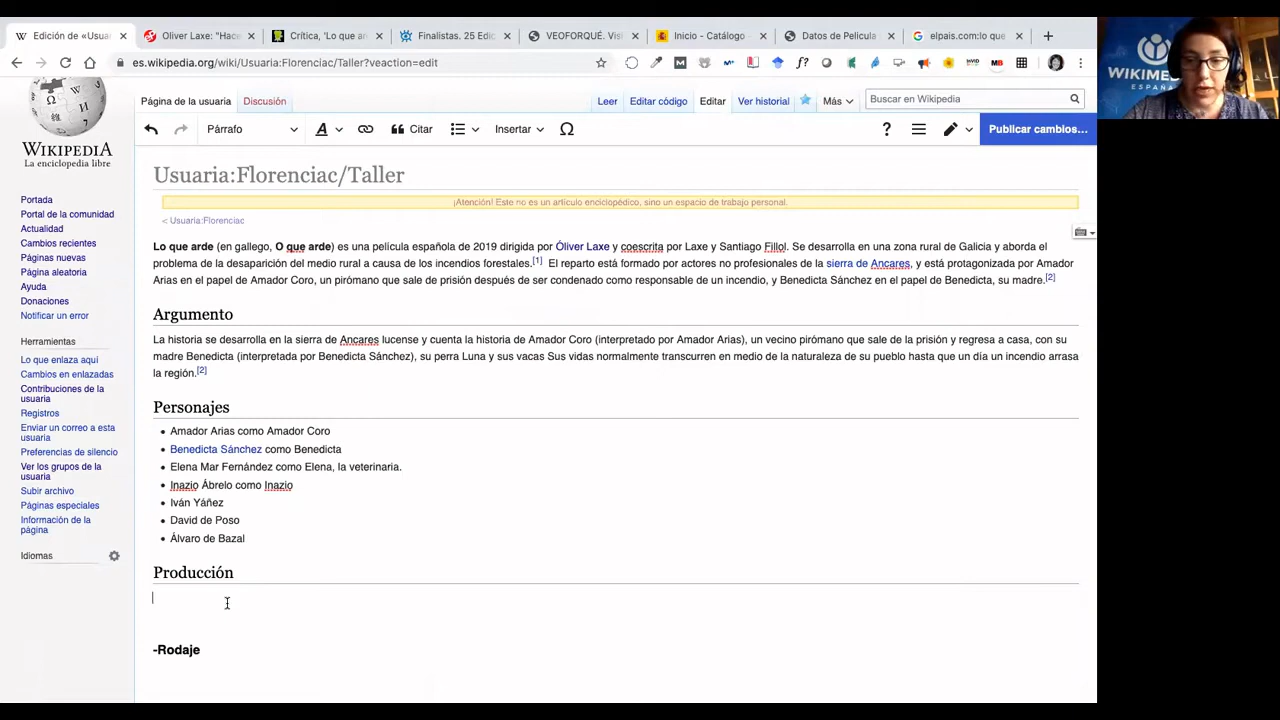 Edición de «Usua
Oliver Laxe: "Hace
Crítica, 'Lo que ar
Finalistas. 25 Edic
VEOFORQUÉ. Visi
Inicio - Catálogo
Datos de Película
elpais.com:lo que
es.wikipedia.org/wiki/Usuaria:Florenciac/Taller?veaction=edit
WIKIMEDIA
ESPAÑA
WIKIPEDIA
La enciclopedia libre
Página de la usuaria
Discusión
Leer
Editar código
Editar
Ver historial
Más
Buscar en Wikipedia
Párrafo
A
Citar
Insertar
Ω
?
Publicar cambios...
Portada
Portal de la comunidad
Actualidad
Cambios recientes
Páginas nuevas
Página aleatoria
Ayuda
Donaciones
Notificar un error
Herramientas
Lo que enlaza aquí
Cambios en enlazadas
Contribuciones de la
usuaria
Registros
Enviar un correo a esta
usuaria
Preferencias de silencio
Ver los grupos de la
usuaria
Subir archivo
Páginas especiales
Información de la
página
Idiomas
Usuaria:Florenciac/Taller
¡Atención! Este no es un artículo enciclopédico, sino un espacio de trabajo personal.
< Usuaria:Florenciac
Lo que arde (en gallego, O que arde) es una película española de 2019 dirigida por Óliver Laxe y coescrita por Laxe y Santiago Fillol. Se desarrolla en una zona rural de Galicia y aborda el
problema de la desaparición del medio rural a causa de los incendios forestales.[1] El reparto está formado por actores no profesionales de la sierra de Ancares, y está protagonizada por Amador
Arias en el papel de Amador Coro, un pirómano que sale de prisión después de ser condenado como responsable de un incendio, y Benedicta Sánchez en el papel de Benedicta, su madre.[2]
Argumento
La historia se desarrolla en la sierra de Ancares lucense y cuenta la historia de Amador Coro (interpretado por Amador Arias), un vecino pirómano que sale de la prisión y regresa a casa, con su
madre Benedicta (interpretada por Benedicta Sánchez), su perra Luna y sus vacas Sus vidas normalmente transcurren en medio de la naturaleza de su pueblo hasta que un día un incendio arrasa
la región.[2]
Personajes
Amador Arias como Amador Coro
Benedicta Sánchez como Benedicta
Elena Mar Fernández como Elena, la veterinaria.
Inazio Ábrelo como Inazio
Iván Yáñez
David de Poso
Álvaro de Bazal
Producción
-Rodaje